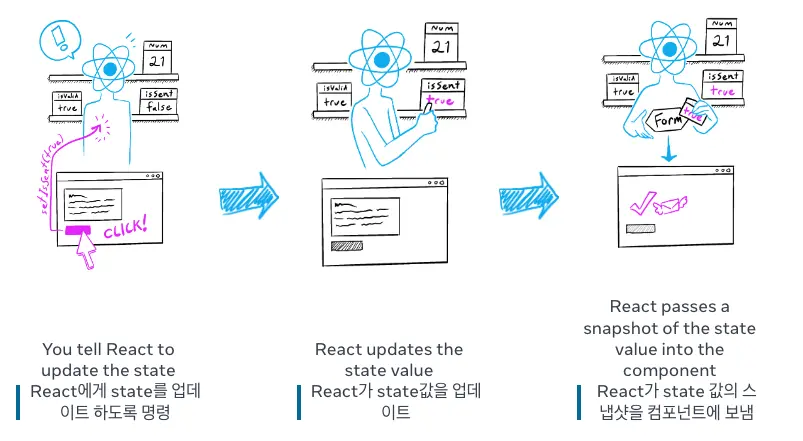 !
Num
21
isValid
true
isSent
false
setIsSent(true)
CLICK!
You tell React to
update the state
React에게 state를 업데
이트 하도록 명령
Num
21
isValid
true
isSent
true
React updates the
state value
React가 state값을 업데
이트
Num
21
isValid
true
isSent
true
Form
true
React passes a
snapshot of the state
value into the
component
React가 state 값의 스
냅샷을 컴포넌트에 보냄